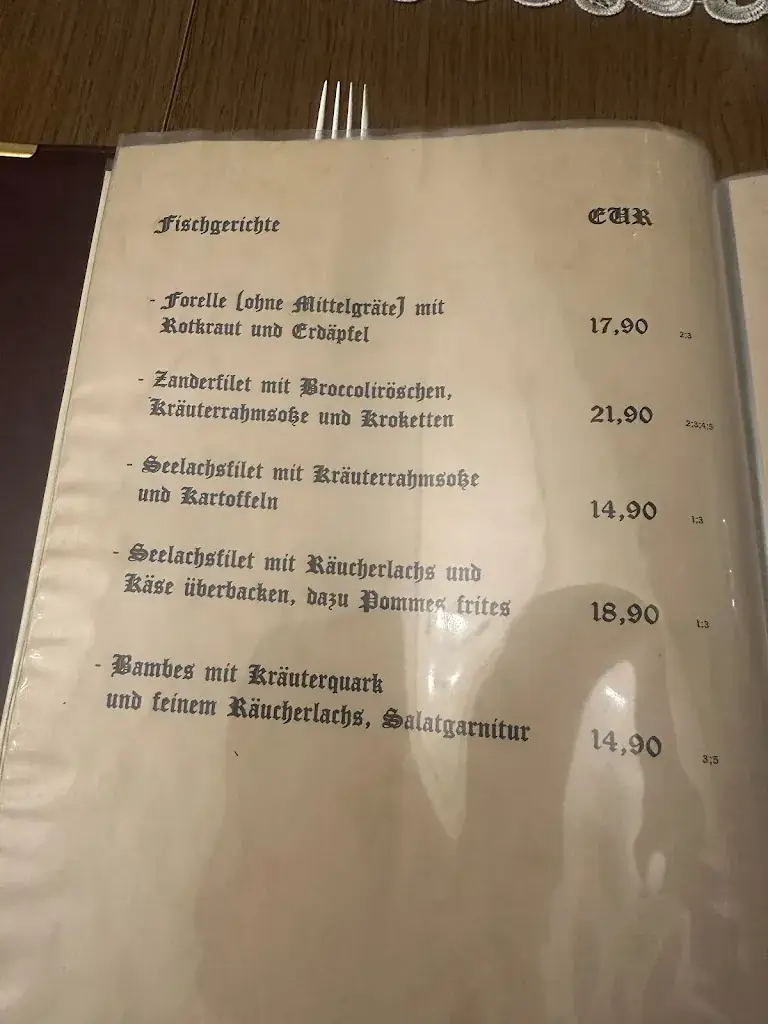 Fischgerichte EUR
- Forelle (ohne Mittelgräte) mit
Rotkraut und Erdäpfel 17,90 2;3
- Zanderfilet mit Broccoliröschen,
Kräuterrahmsoße und Kroketten 21,90 2;3;4;5
- Seelachsfilet mit Kräuterrahmsoße
und Kartoffeln 14,90 1;3
- Seelachsfilet mit Räucherlachs und
Käse überbacken, dazu Pommes frites 18,90 1;3
- Bambes mit Kräuterquark
und feinem Räucherlachs, Salatgarnitur 14,90 3;5